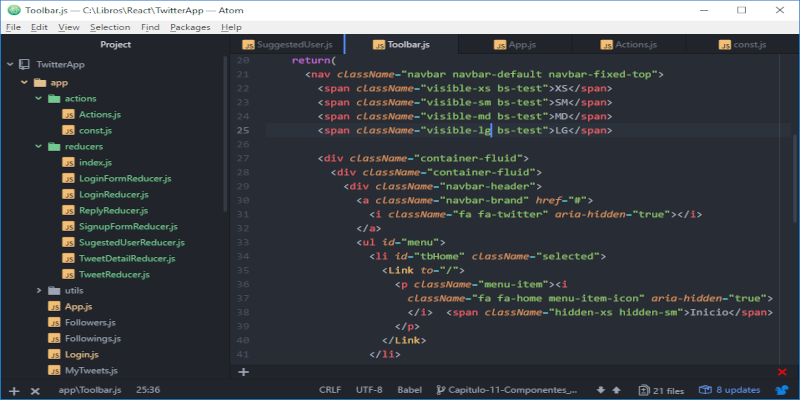 Toolbar.js — C:\Libros\React\TwitterApp — Atom
File Edit View Selection Find Packages Help
Project
TwitterApp
app
actions
Actions.js
const.js
reducers
index.js
LoginFormReducer.js
LoginReducer.js
ReplyReducer.js
SignupFormReducer.js
SugestedUserReducer.js
TweetDetailReducer.js
TweetReducer.js
utils
App.js
Followers.js
Followings.js
Login.js
MyTweets.js
SuggestedUser.js Toolbar.js App.js Actions.js const.js
20 return(
21 <nav className="navbar navbar-default navbar-fixed-top">
22 <span className="visible-xs bs-test">XS</span>
23 <span className="visible-sm bs-test">SM</span>
24 <span className="visible-md bs-test">MD</span>
25 <span className="visible-lg bs-test">LG</span>
26
27 <div className="container-fluid">
28 <div className="container-fluid">
29 <div className="navbar-header">
30 <a className="navbar-brand" href="#">
31 <i className="fa fa-twitter" aria-hidden="true"></i>
32 </a>
33 <ul id="menu">
34 <li id="tbHome" className="selected">
35 <Link to="/">
36 <p className="menu-item"><i
37 className="fa fa-home menu-item-icon" aria-hidden="true">
38 </i> <span className="hidden-xs hidden-sm">Inicio</span>
39 </p>
40 </Link>
41 </li>
app\Toolbar.js 25:36 CRLF UTF-8 Babel Capitulo-11-Componentes_... 21 files 8 updates